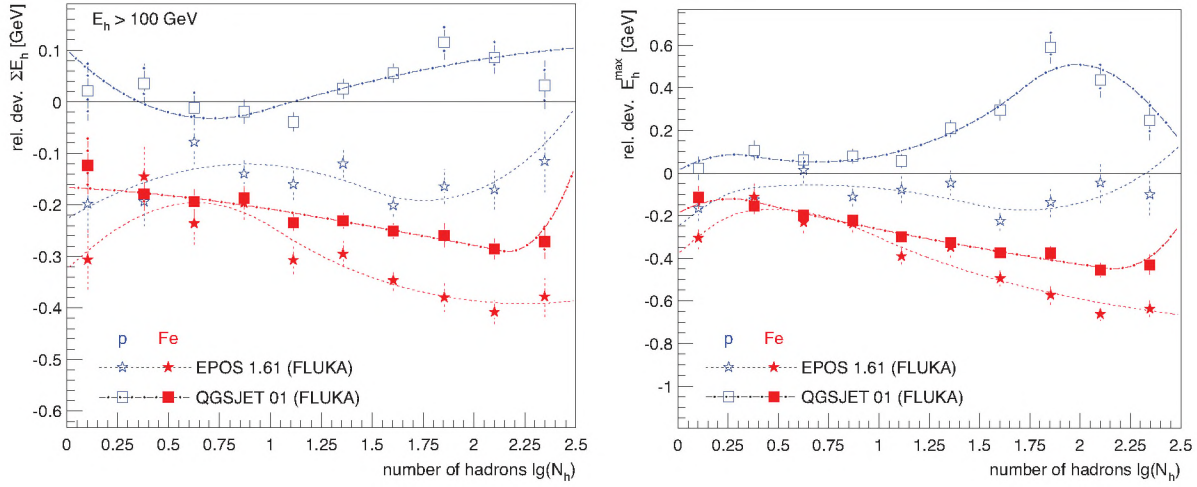 E_h > 100 GeV
rel. dev. ΣE_h [GeV]
0.1
0
-0.1
-0.2
-0.3
-0.4
-0.5
-0.6
p Fe
EPOS 1.61 (FLUKA)
QGSJET 01 (FLUKA)
0 0.25 0.5 0.75 1 1.25 1.5 1.75 2 2.25 2.5
number of hadrons lg(N_h)
rel. dev. E_h^max [GeV]
0.6
0.4
0.2
0
-0.2
-0.4
-0.6
-0.8
-1
p Fe
EPOS 1.61 (FLUKA)
QGSJET 01 (FLUKA)
0 0.25 0.5 0.75 1 1.25 1.5 1.75 2 2.25 2.5
number of hadrons lg(N_h)